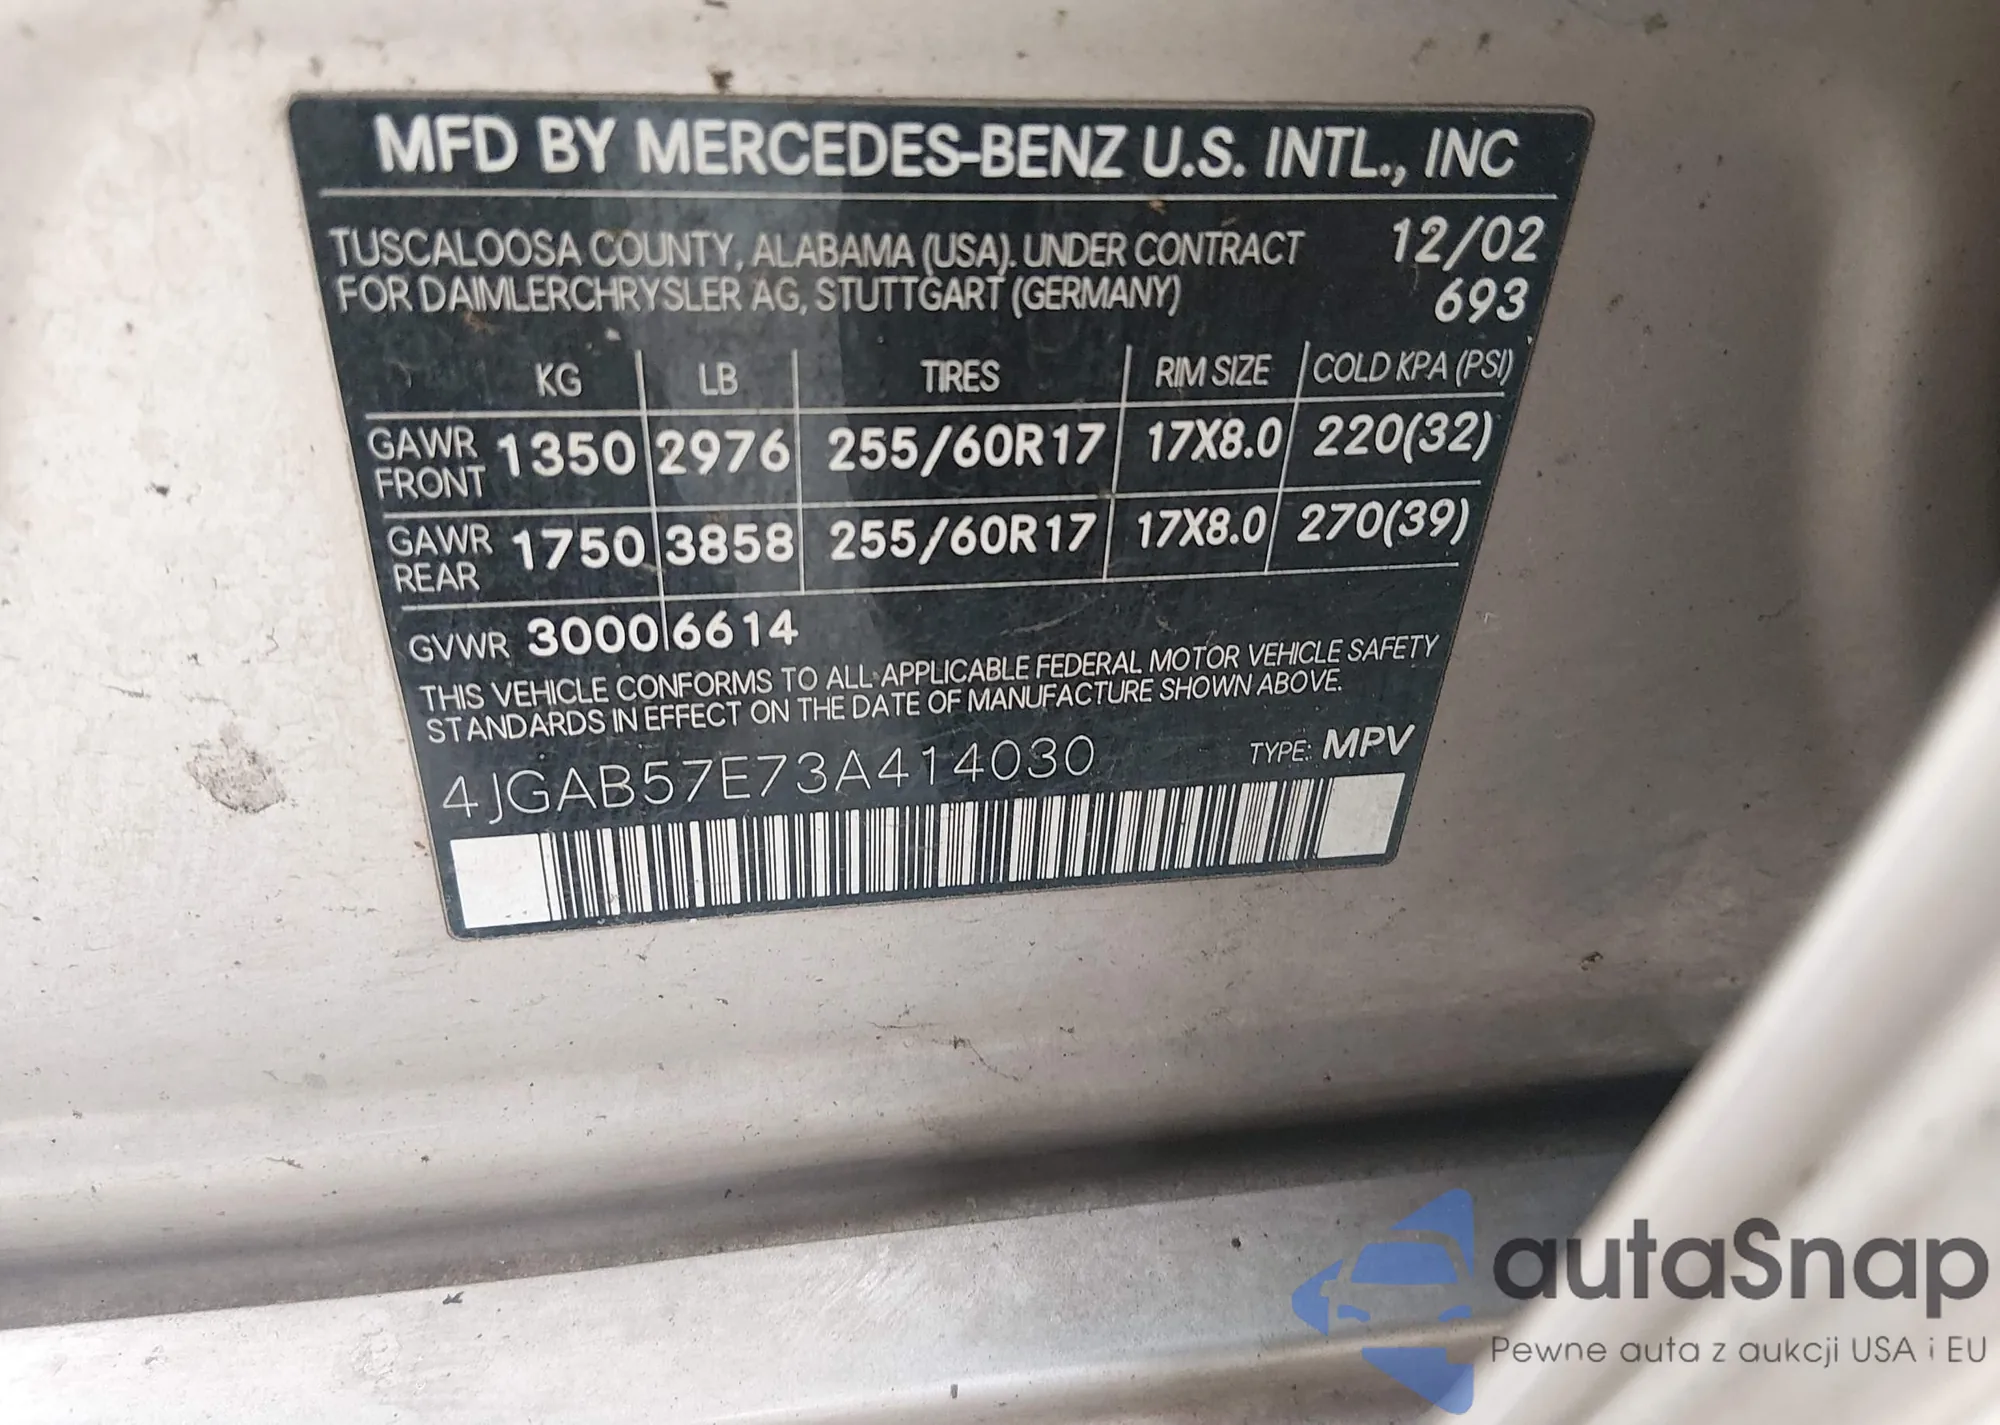 MFD BY MERCEDES-BENZ U.S. INTL., INC
TUSCALOOSA COUNTY, ALABAMA (USA). UNDER CONTRACT 12/02
FOR DAIMLERCHRYSLER AG, STUTTGART (GERMANY) 693
KG LB TIRES RIM SIZE COLD KPA (PSI)
GAWR FRONT 1350 2976 255/60R17 17X8.0 220(32)
GAWR REAR 1750 3858 255/60R17 17X8.0 270(39)
GVWR 3000 6614
THIS VEHICLE CONFORMS TO ALL APPLICABLE FEDERAL MOTOR VEHICLE SAFETY
STANDARDS IN EFFECT ON THE DATE OF MANUFACTURE SHOWN ABOVE.
4JGAB57E73A414030 TYPE: MPV
autaSnap
Pewne auta z aukcji USA i EU